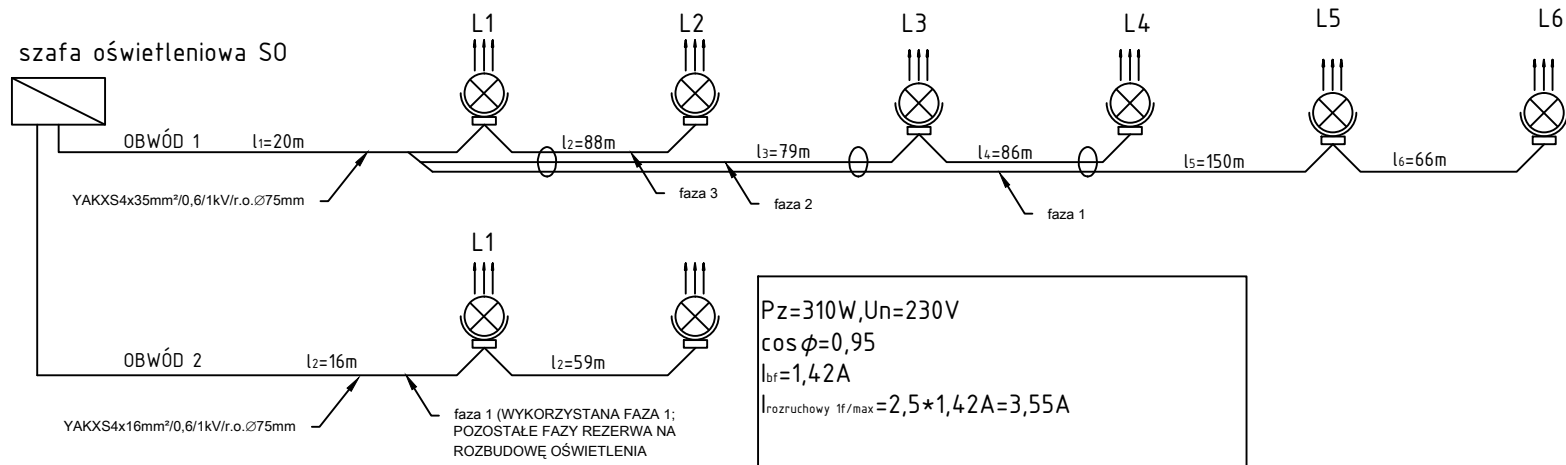 szafa oświetleniowa SO
L1
L2
L3
L4
L5
L6
OBWÓD 1
l1=20m
l2=88m
l3=79m
l4=86m
l5=150m
l6=66m
YAKXS4x35mm²/0,6/1kV/r.o.∅75mm
faza 3
faza 2
faza 1
L1
OBWÓD 2
l2=16m
l2=59m
YAKXS4x16mm²/0,6/1kV/r.o.∅75mm
faza 1 (WYKORZYSTANA FAZA 1;
POZOSTAŁE FAZY REZERWA NA
ROZBUDOWĘ OŚWIETLENIA
Pz=310W,Un=230V
cosϕ=0,95
Ibf=1,42A
Irozruchowy 1f/max=2,5*1,42A=3,55A